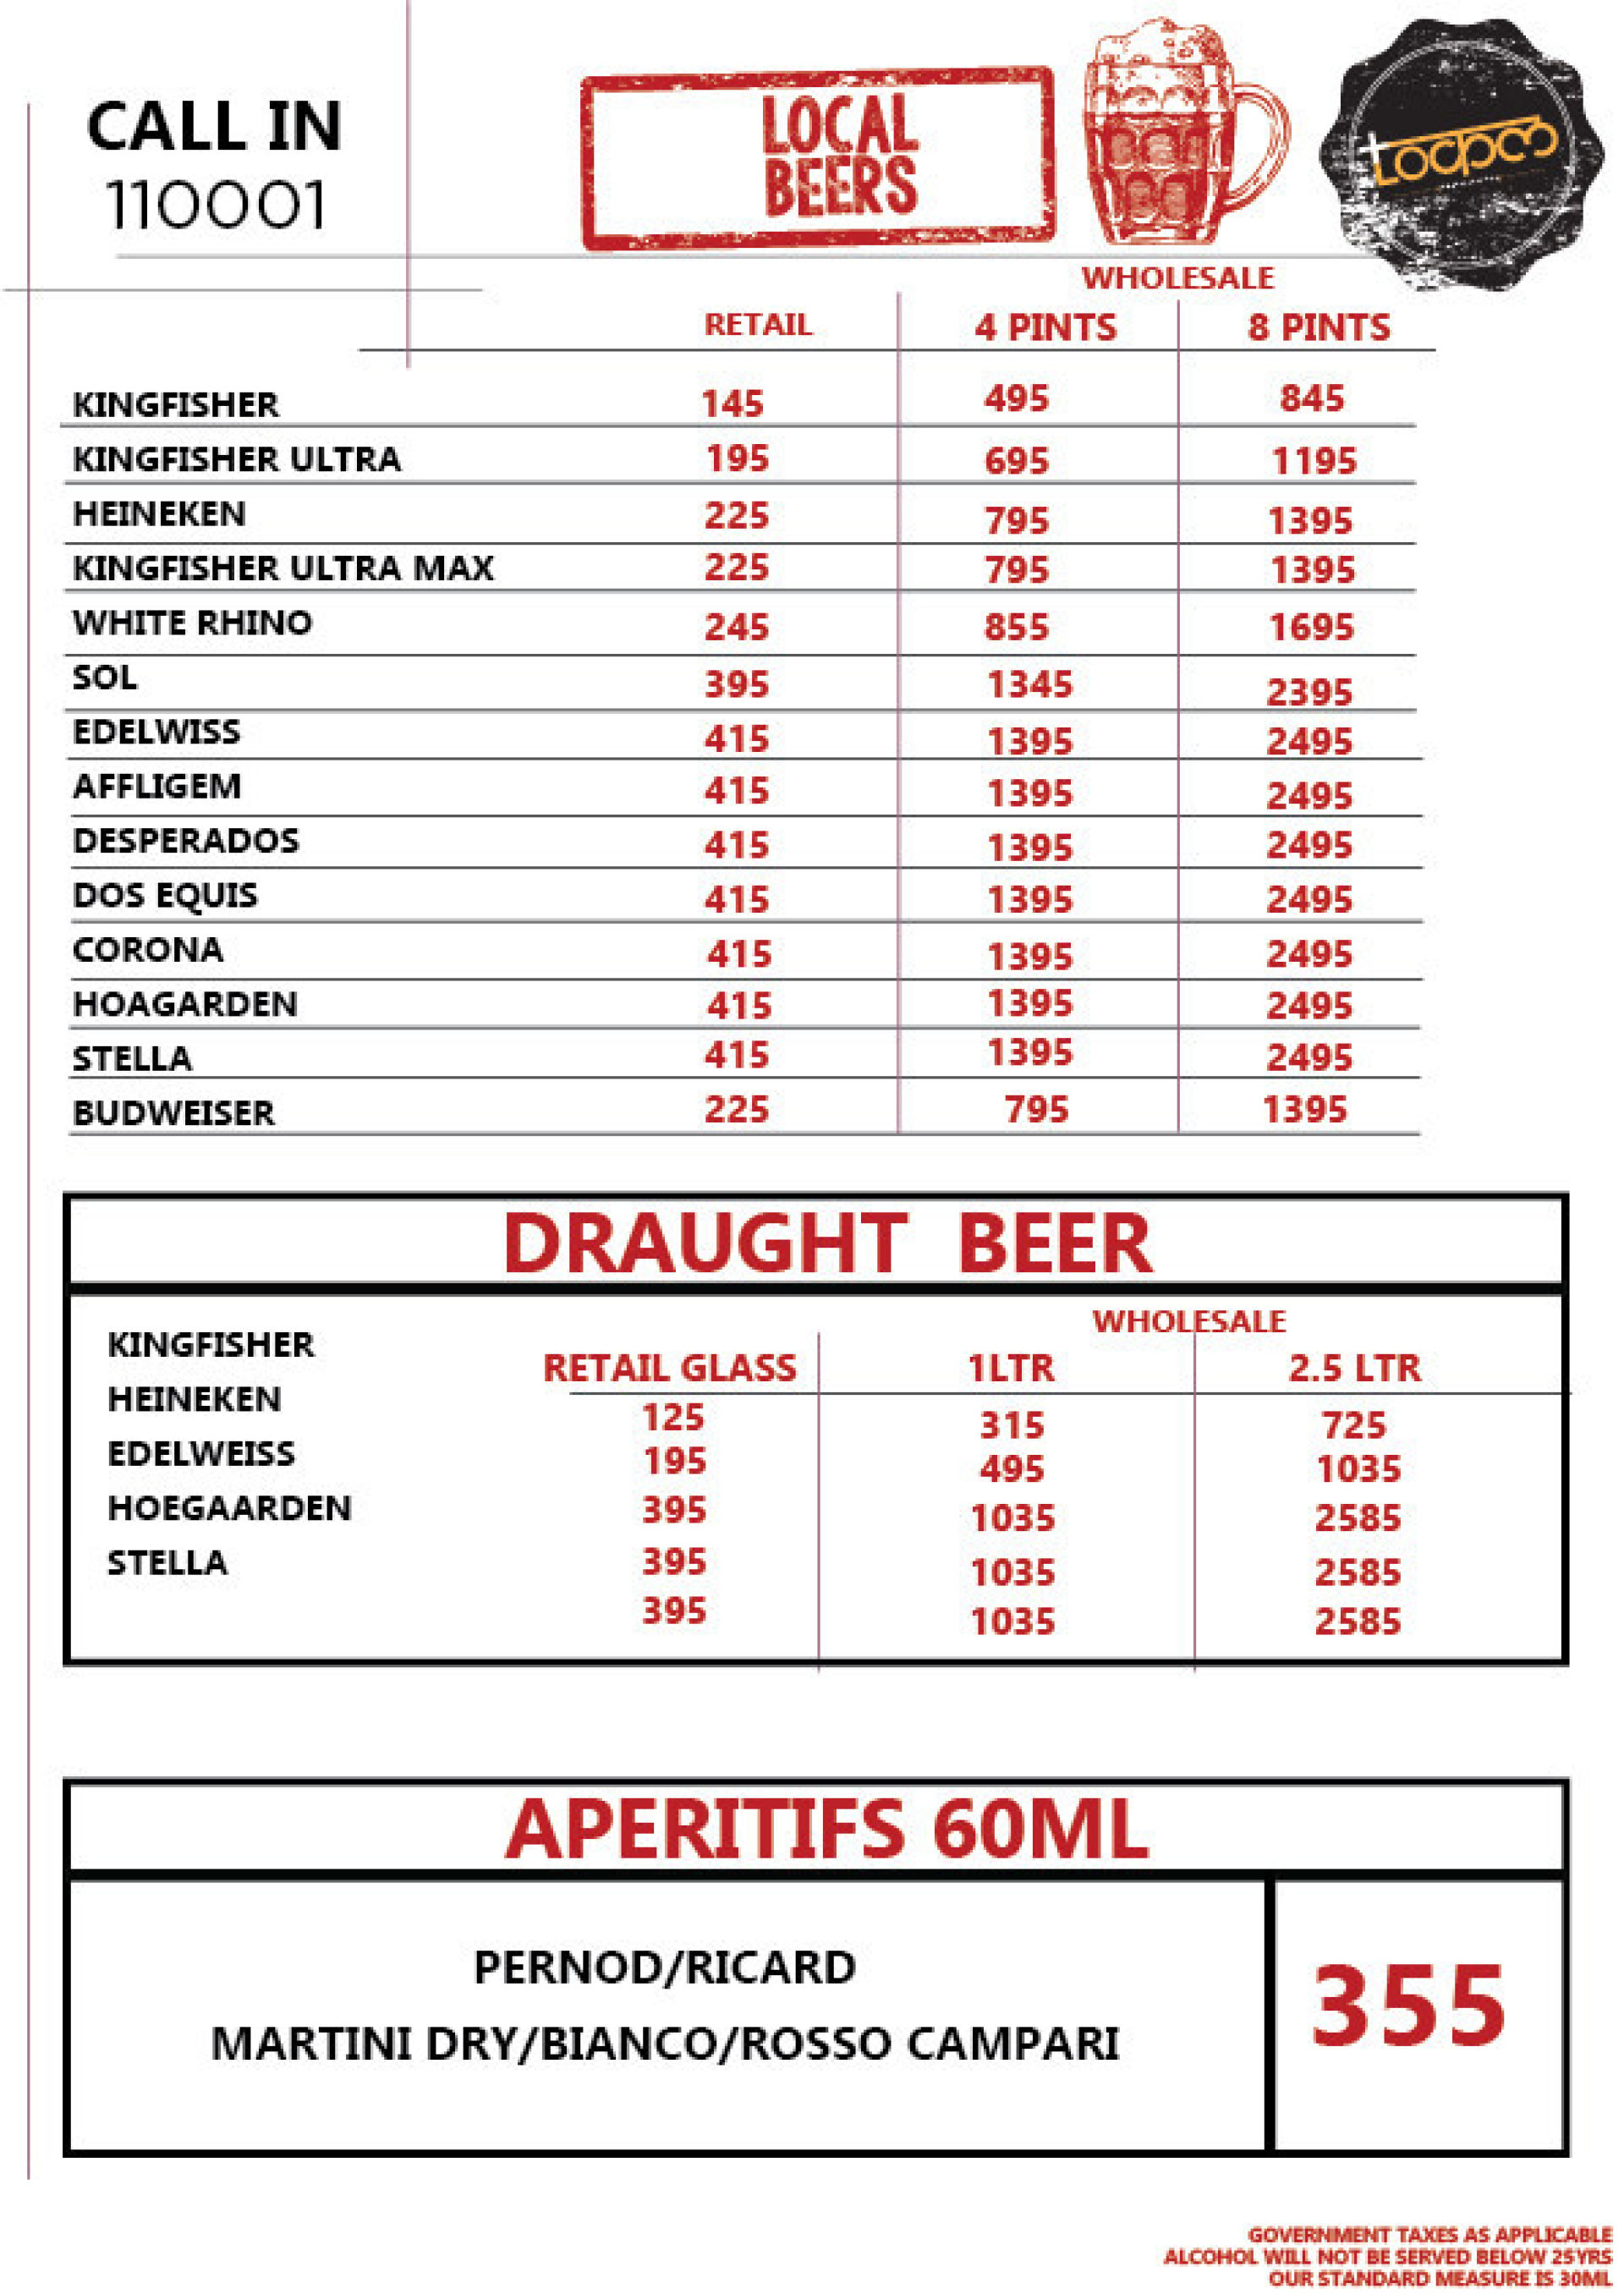 CALL IN
110001
LOCAL
BEERS
WHOLESALE
RETAIL 4 PINTS 8 PINTS
KINGFISHER 145 495 845
KINGFISHER ULTRA 195 695 1195
HEINEKEN 225 795 1395
KINGFISHER ULTRA MAX 225 795 1395
WHITE RHINO 245 855 1695
SOL 395 1345 2395
EDELWISS 415 1395 2495
AFFLIGEM 415 1395 2495
DESPERADOS 415 1395 2495
DOS EQUIS 415 1395 2495
CORONA 415 1395 2495
HOAGARDEN 415 1395 2495
STELLA 415 1395 2495
BUDWEISER 225 795 1395
DRAUGHT BEER
WHOLESALE
RETAIL GLASS 1LTR 2.5 LTR
KINGFISHER 125 315 725
HEINEKEN 195 495 1035
EDELWEISS 395 1035 2585
HOEGAARDEN 395 1035 2585
STELLA 395 1035 2585
APERITIFS 60ML
PERNOD/RICARD
MARTINI DRY/BIANCO/ROSSO CAMPARI
355
GOVERNMENT TAXES AS APPLICABLE
ALCOHOL WILL NOT BE SERVED BELOW 25YRS
OUR STANDARD MEASURE IS 30ML